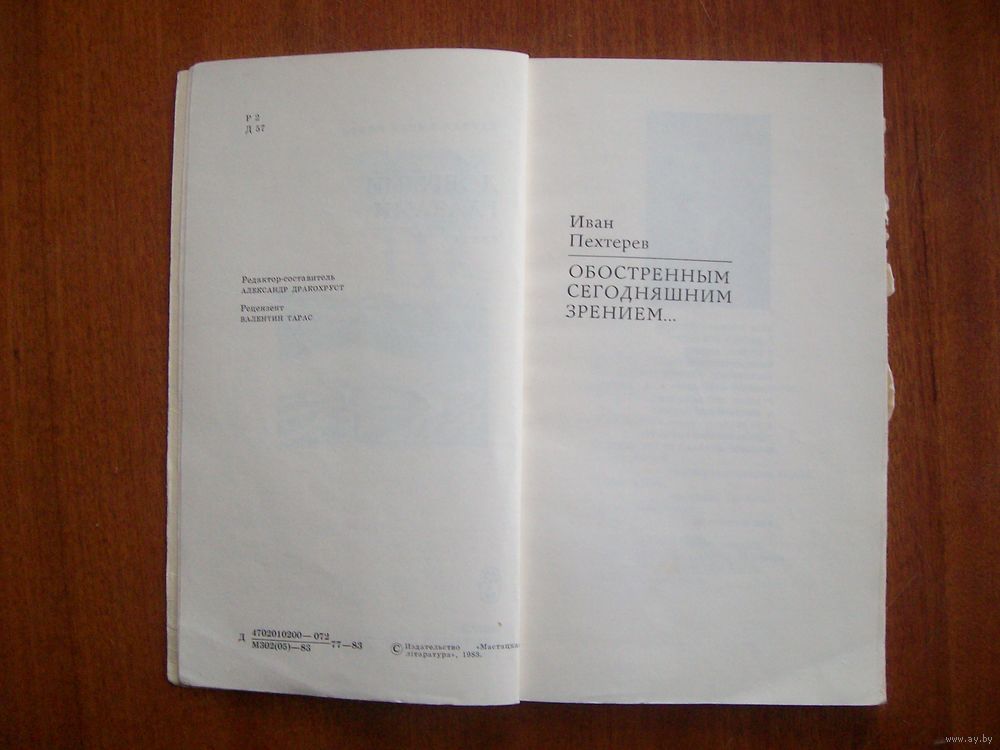 Р 2
Д 57
Редактор-составитель
АЛЕКСАНДР ДРАКОХРУСТ
Рецензент
ВАЛЕНТИН ТАРАС
Д 4702010200—072
М302(05)—83 77—83
© Издательство «Мастацкая
літаратура», 1983.
Иван
Пехтерев
ОБОСТРЕННЫМ
СЕГОДНЯШНИМ
ЗРЕНИЕМ...
www.ay.by